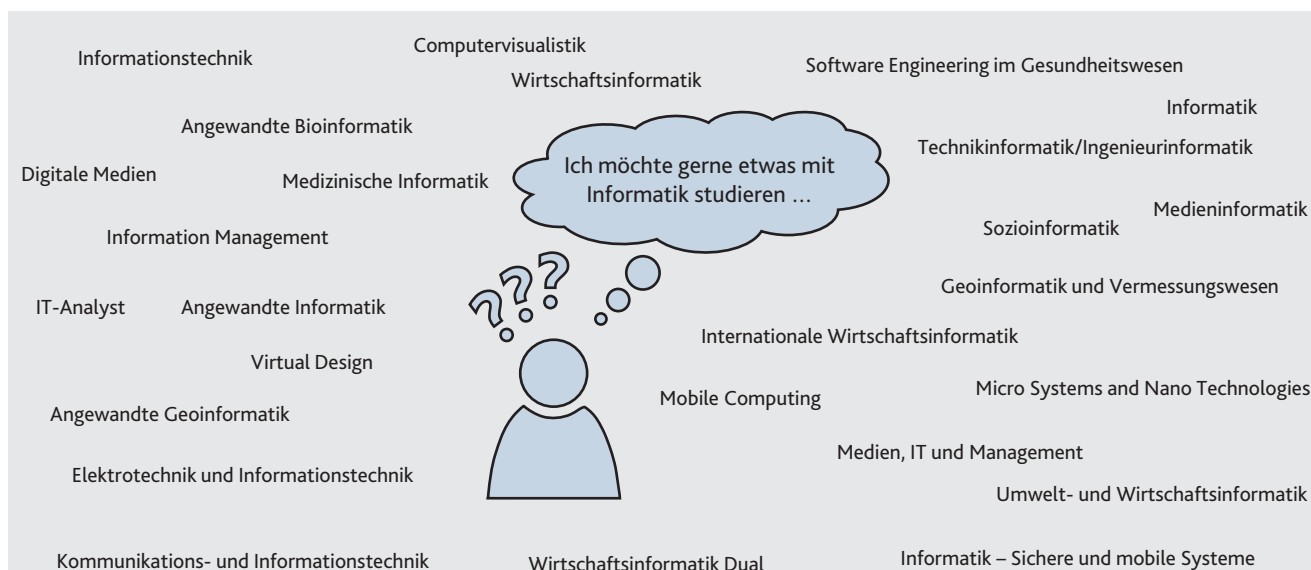 Computervisualistik
Informationstechnik
Software Engineering im Gesundheitswesen
Wirtschaftsinformatik
Informatik
Angewandte Bioinformatik
Technikinformatik/Ingenieurinformatik
Ich möchte gerne etwas mit
Informatik studieren …
Digitale Medien
Medizinische Informatik
Medieninformatik
Sozioinformatik
Information Management
???
Geoinformatik und Vermessungswesen
IT-Analyst
Angewandte Informatik
Internationale Wirtschaftsinformatik
Virtual Design
Micro Systems and Nano Technologies
Mobile Computing
Angewandte Geoinformatik
Medien, IT und Management
Elektrotechnik und Informationstechnik
Umwelt- und Wirtschaftsinformatik
Kommunikations- und Informationstechnik
Wirtschaftsinformatik Dual
Informatik – Sichere und mobile Systeme